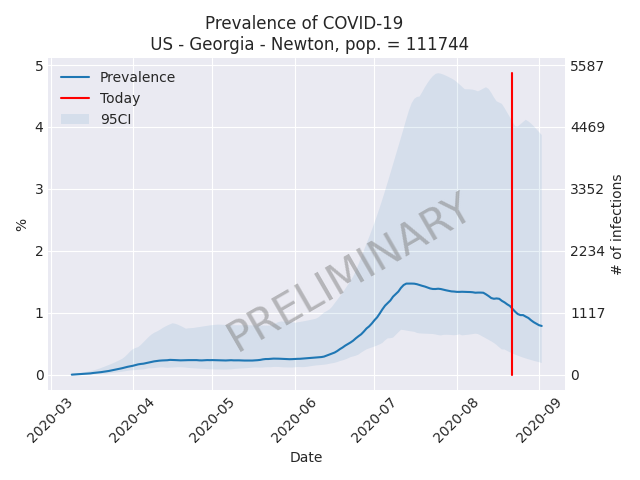 Prevalence of COVID-19
US - Georgia - Newton, pop. = 111744
Prevalence
Today
95CI
5
4
3
2
1
0
%
5587
4469
3352
2234
1117
0
# of infections
PRELIMINARY
2020-03
2020-04
2020-05
2020-06
2020-07
2020-08
2020-09
Date